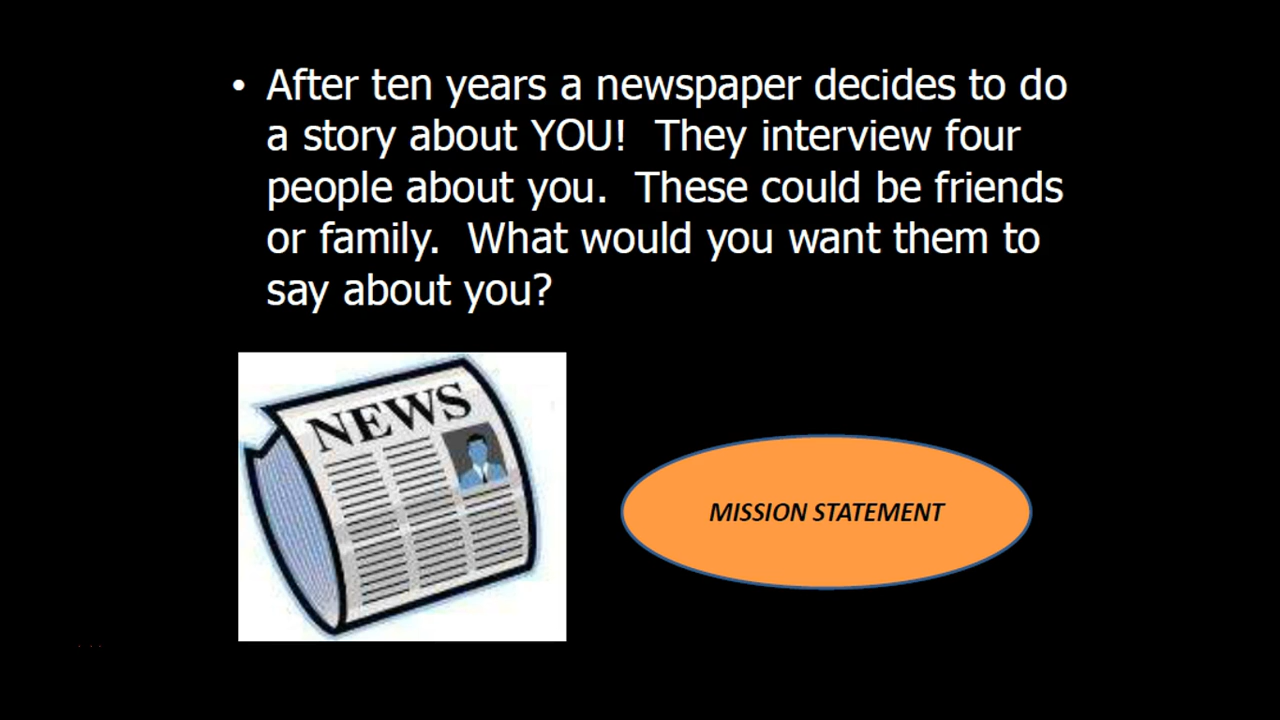 • After ten years a newspaper decides to do
a story about YOU!  They interview four
people about you.  These could be friends
or family.  What would you want them to
say about you?
NEWS
MISSION STATEMENT